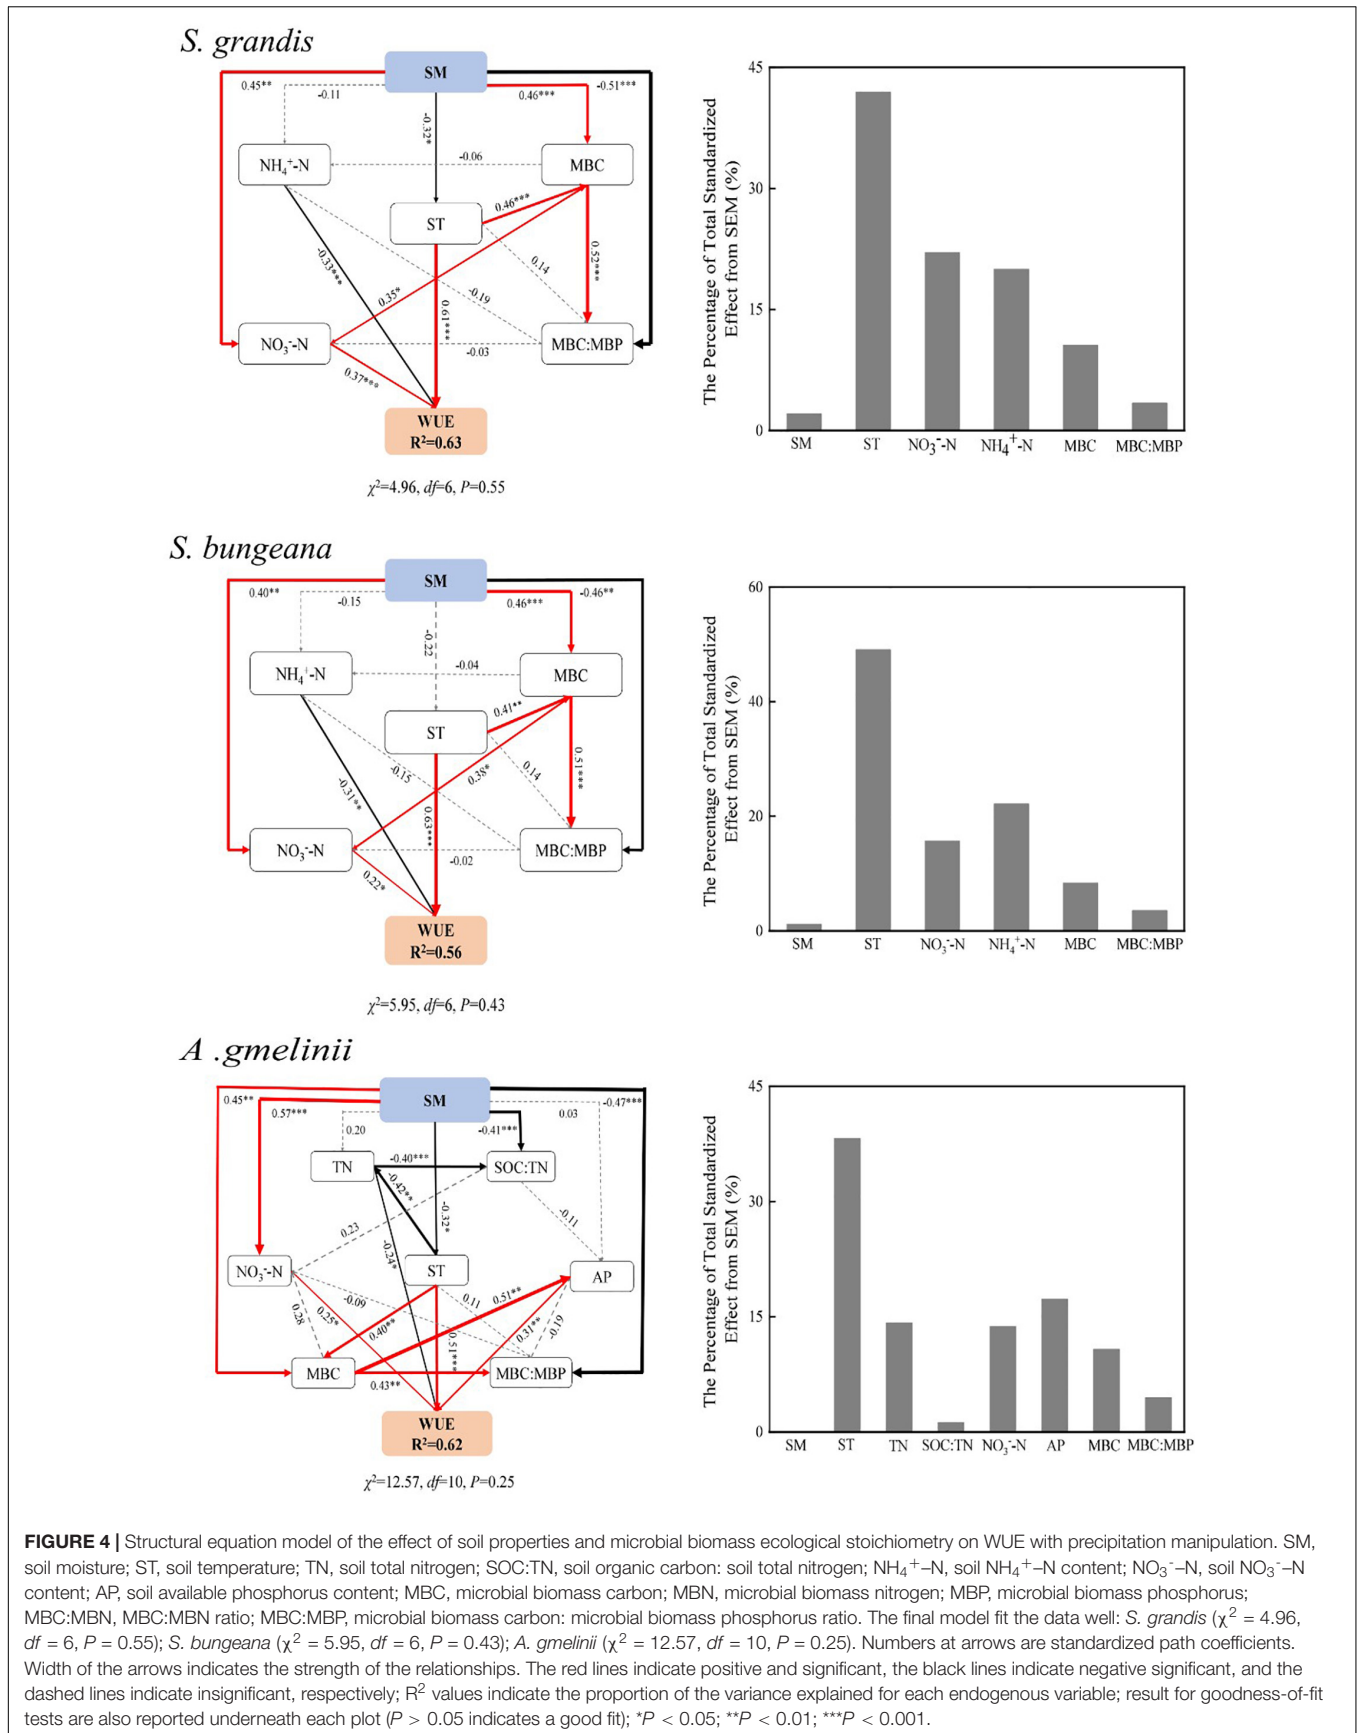 S. grandis
SM
0.45**
-0.11
-0.32*
0.46***
-0.51***
NH₄⁺-N
-0.06
MBC
ST
0.46***
-0.33***
0.35*
-0.19
0.14
0.52***
0.61***
NO₃⁻-N
-0.03
MBC:MBP
0.37***
WUE
R²=0.63
χ²=4.96, df=6, P=0.55
The Percentage of Total Standardized
Effect from SEM (%)
45
30
15
0
SM ST NO₃⁻-N NH₄⁺-N MBC MBC:MBP
S. bungeana
SM
0.40**
-0.15
-0.22
0.46***
-0.46**
NH₄⁺-N
-0.04
MBC
ST
0.41**
-0.31**
-0.15
0.38*
0.14
0.51***
0.63***
NO₃⁻-N
-0.02
MBC:MBP
0.22*
WUE
R²=0.56
χ²=5.95, df=6, P=0.43
The Percentage of Total Standardized
Effect from SEM (%)
60
40
20
0
SM ST NO₃⁻-N NH₄⁺-N MBC MBC:MBP
A .gmelinii
SM
0.45**
0.57***
0.20
-0.41***
0.03
-0.47***
TN
-0.40***
SOC:TN
-0.42**
-0.32*
0.23
-0.11
-0.24*
NO₃⁻-N
ST
AP
-0.09
0.28
0.25*
0.40**
0.11
0.51**
0.51***
0.31**
-0.19
MBC
0.43**
MBC:MBP
WUE
R²=0.62
χ²=12.57, df=10, P=0.25
The Percentage of Total Standardized
Effect from SEM (%)
45
30
15
0
SM ST TN SOC:TN NO₃⁻-N AP MBC MBC:MBP
FIGURE 4 | Structural equation model of the effect of soil properties and microbial biomass ecological stoichiometry on WUE with precipitation manipulation. SM,
soil moisture; ST, soil temperature; TN, soil total nitrogen; SOC:TN, soil organic carbon: soil total nitrogen; NH₄⁺–N, soil NH₄⁺–N content; NO₃⁻–N, soil NO₃⁻–N
content; AP, soil available phosphorus content; MBC, microbial biomass carbon; MBN, microbial biomass nitrogen; MBP, microbial biomass phosphorus;
MBC:MBN, MBC:MBN ratio; MBC:MBP, microbial biomass carbon: microbial biomass phosphorus ratio. The final model fit the data well: S. grandis (χ² = 4.96,
df = 6, P = 0.55); S. bungeana (χ² = 5.95, df = 6, P = 0.43); A. gmelinii (χ² = 12.57, df = 10, P = 0.25). Numbers at arrows are standardized path coefficients.
Width of the arrows indicates the strength of the relationships. The red lines indicate positive and significant, the black lines indicate negative significant, and the
dashed lines indicate insignificant, respectively; R² values indicate the proportion of the variance explained for each endogenous variable; result for goodness-of-fit
tests are also reported underneath each plot (P > 0.05 indicates a good fit); *P < 0.05; **P < 0.01; ***P < 0.001.